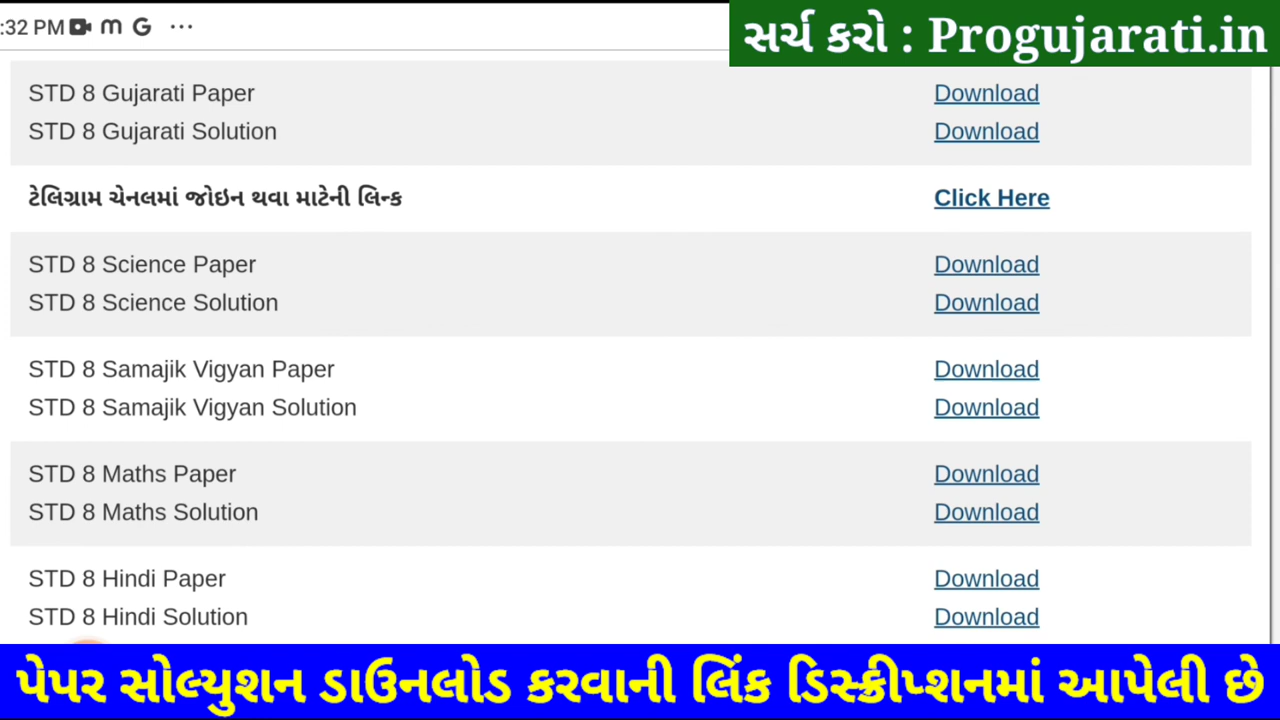 :32 PM
સર્ચ કરો : Progujarati.in
STD 8 Gujarati Paper Download
STD 8 Gujarati Solution Download
ટેલિગ્રામ ચેનલમાં જોઇન થવા માટેની લિન્ક Click Here
STD 8 Science Paper Download
STD 8 Science Solution Download
STD 8 Samajik Vigyan Paper Download
STD 8 Samajik Vigyan Solution Download
STD 8 Maths Paper Download
STD 8 Maths Solution Download
STD 8 Hindi Paper Download
STD 8 Hindi Solution Download
પેપર સોલ્યુશન ડાઉનલોડ કરવાની લિંક ડિસ્ક્રીપ્શનમાં આપેલી છે